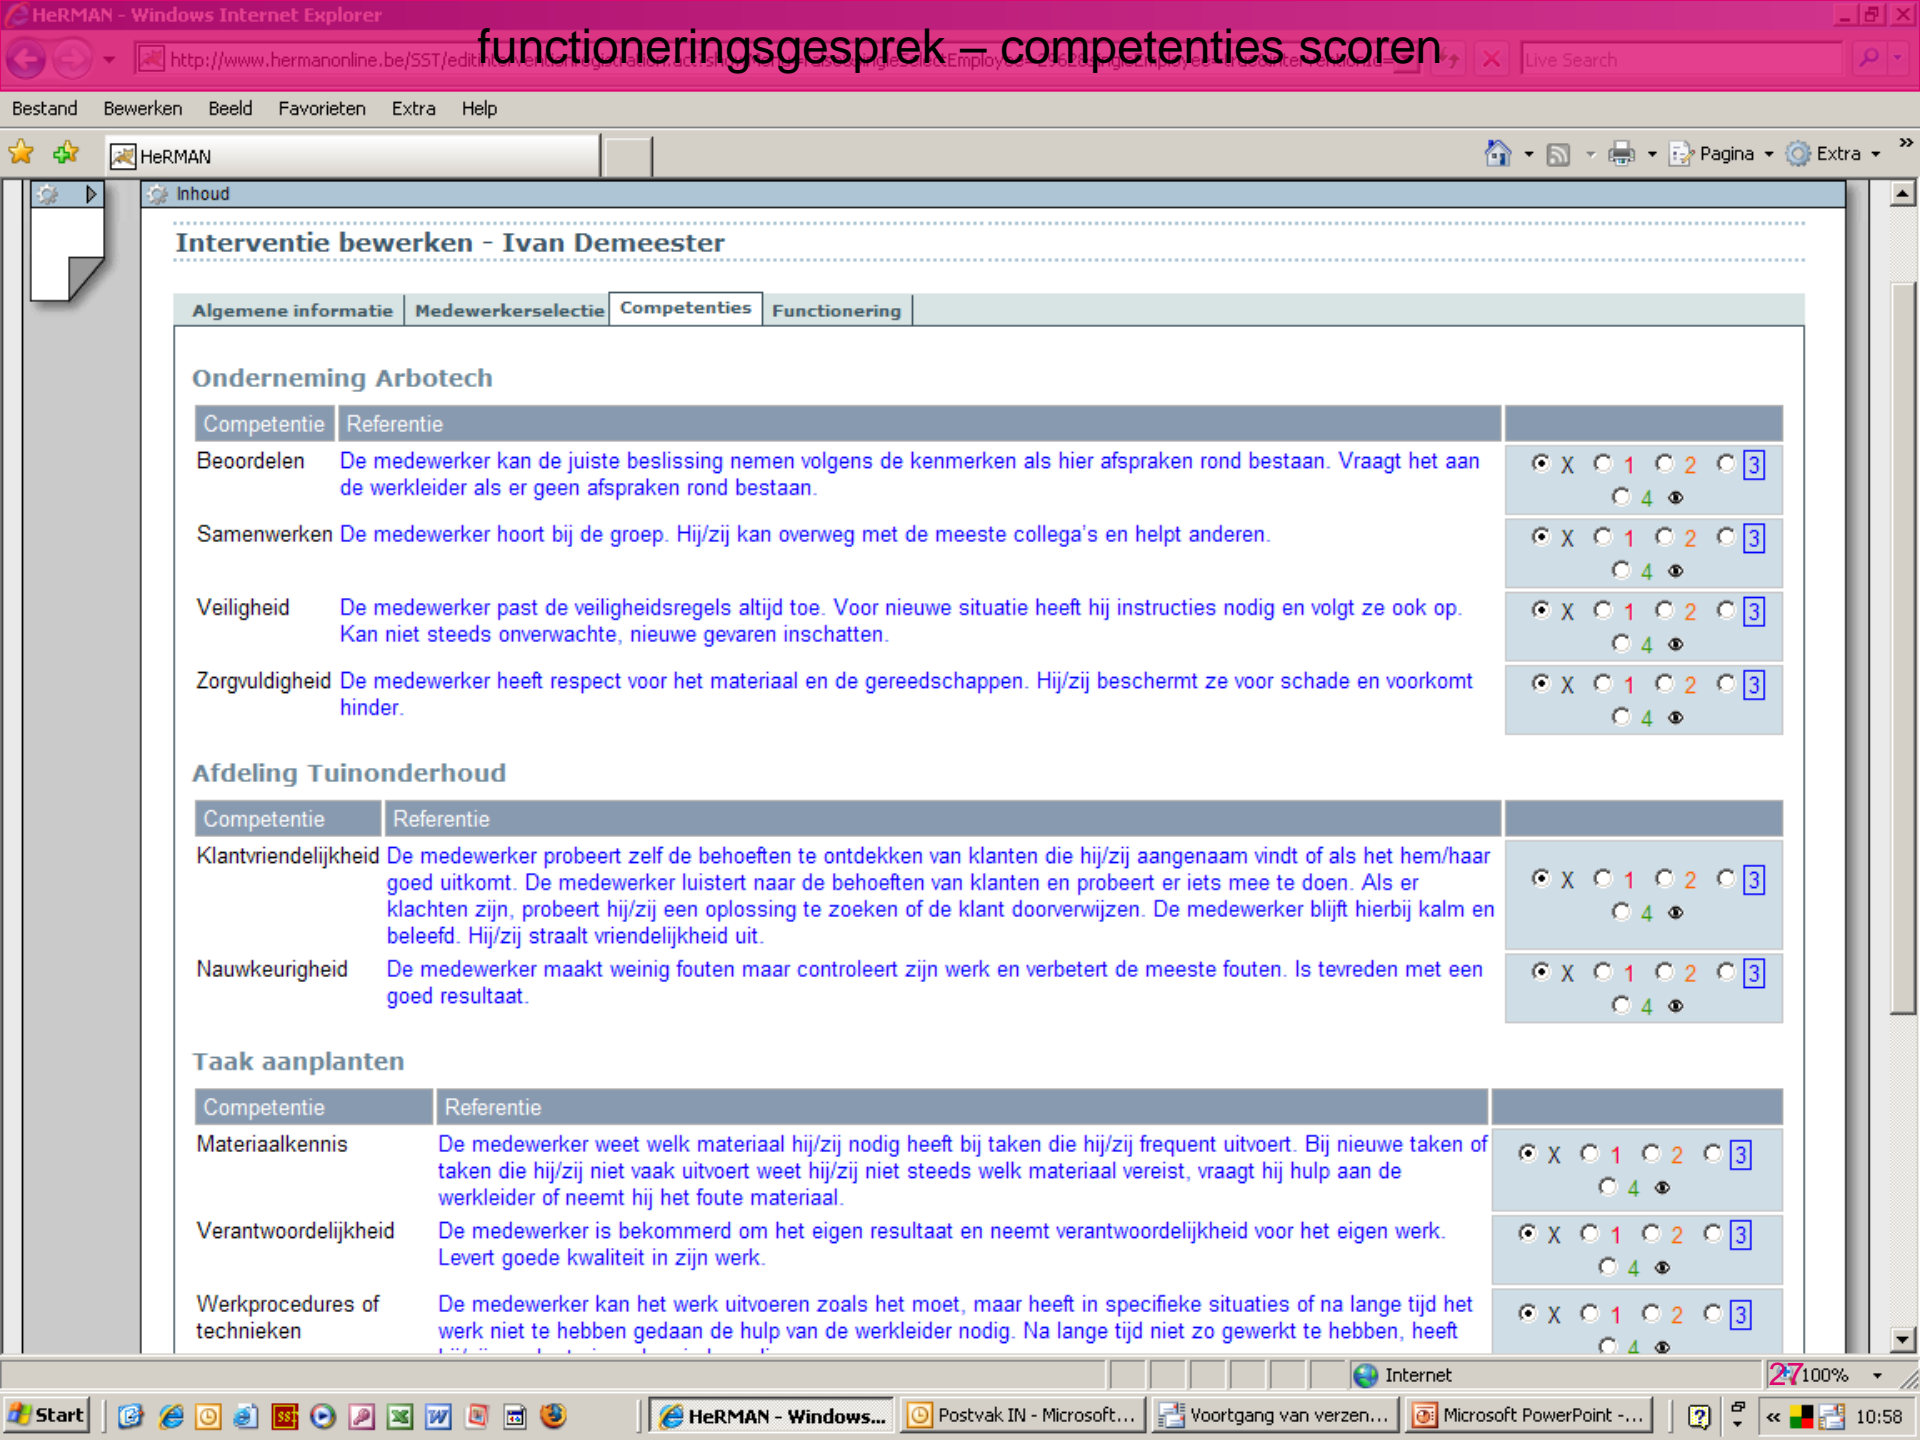 HeRMAN - Windows Internet Explorer
functioneringsgesprek – competenties scoren
Live Search
Bestand Bewerken Beeld Favorieten Extra Help
HeRMAN
Pagina Extra
Inhoud
Interventie bewerken - Ivan Demeester
Algemene informatie Medewerkerselectie Competenties Functionering
Onderneming Arbotech
Competentie Referentie
Beoordelen De medewerker kan de juiste beslissing nemen volgens de kenmerken als hier afspraken rond bestaan. Vraagt het aan X 1 2 3
de werkleider als er geen afspraken rond bestaan. 4
Samenwerken De medewerker hoort bij de groep. Hij/zij kan overweg met de meeste collega's en helpt anderen. X 1 2 3
4
Veiligheid De medewerker past de veiligheidsregels altijd toe. Voor nieuwe situatie heeft hij instructies nodig en volgt ze ook op. X 1 2 3
Kan niet steeds onverwachte, nieuwe gevaren inschatten. 4
Zorgvuldigheid De medewerker heeft respect voor het materiaal en de gereedschappen. Hij/zij beschermt ze voor schade en voorkomt X 1 2 3
hinder. 4
Afdeling Tuinonderhoud
Competentie Referentie
Klantvriendelijkheid De medewerker probeert zelf de behoeften te ontdekken van klanten die hij/zij aangenaam vindt of als het hem/haar
goed uitkomt. De medewerker luistert naar de behoeften van klanten en probeert er iets mee te doen. Als er X 1 2 3
klachten zijn, probeert hij/zij een oplossing te zoeken of de klant doorverwijzen. De medewerker blijft hierbij kalm en 4
beleefd. Hij/zij straalt vriendelijkheid uit.
Nauwkeurigheid De medewerker maakt weinig fouten maar controleert zijn werk en verbetert de meeste fouten. Is tevreden met een X 1 2 3
goed resultaat. 4
Taak aanplanten
Competentie Referentie
Materiaalkennis De medewerker weet welk materiaal hij/zij nodig heeft bij taken die hij/zij frequent uitvoert. Bij nieuwe taken of X 1 2 3
taken die hij/zij niet vaak uitvoert weet hij/zij niet steeds welk materiaal vereist, vraagt hij hulp aan de
werkleider of neemt hij het foute materiaal. 4
Verantwoordelijkheid De medewerker is bekommerd om het eigen resultaat en neemt verantwoordelijkheid voor het eigen werk. X 1 2 3
Levert goede kwaliteit in zijn werk. 4
Werkprocedures of De medewerker kan het werk uitvoeren zoals het moet, maar heeft in specifieke situaties of na lange tijd het X 1 2 3
technieken werk niet te hebben gedaan de hulp van de werkleider nodig. Na lange tijd niet zo gewerkt te hebben, heeft
4
Internet 27 100%
Start HeRMAN - Windows... Postvak IN - Microsoft... Voortgang van verzen... Microsoft PowerPoint -... 10:58